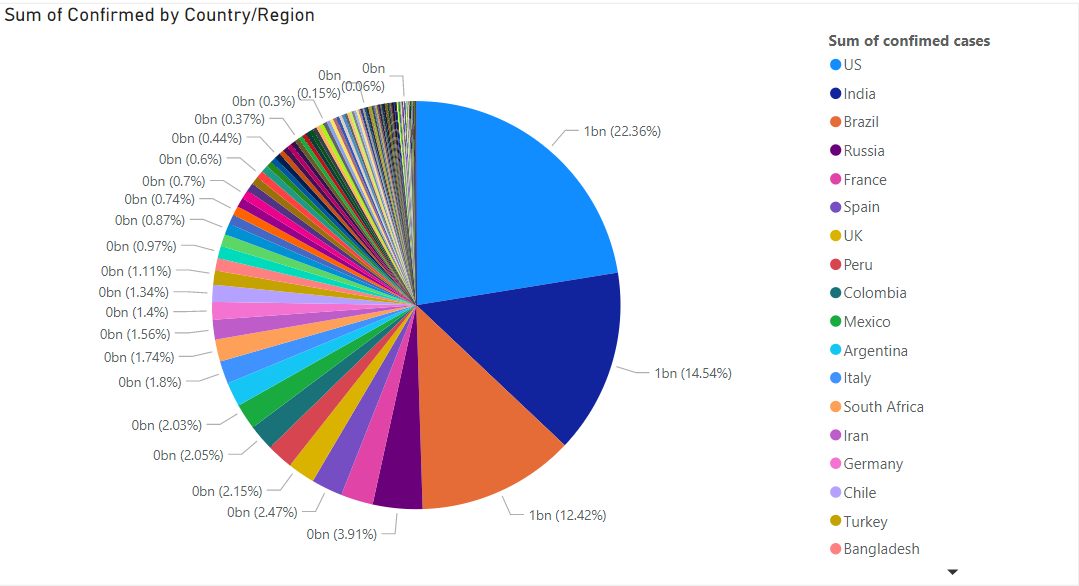 Sum of Confirmed by Country/Region
Sum of confimed cases
US
India
Brazil
Russia
France
Spain
UK
Peru
Colombia
Mexico
Argentina
Italy
South Africa
Iran
Germany
Chile
Turkey
Bangladesh
1bn (22.36%)
1bn (14.54%)
1bn (12.42%)
0bn (3.91%)
0bn (2.47%)
0bn (2.15%)
0bn (2.05%)
0bn (2.03%)
0bn (1.8%)
0bn (1.74%)
0bn (1.56%)
0bn (1.4%)
0bn (1.34%)
0bn (1.11%)
0bn (0.97%)
0bn (0.87%)
0bn (0.74%)
0bn (0.7%)
0bn (0.6%)
0bn (0.44%)
0bn (0.37%)
0bn (0.3%)
0bn
(0.15%)
0bn
(0.06%)